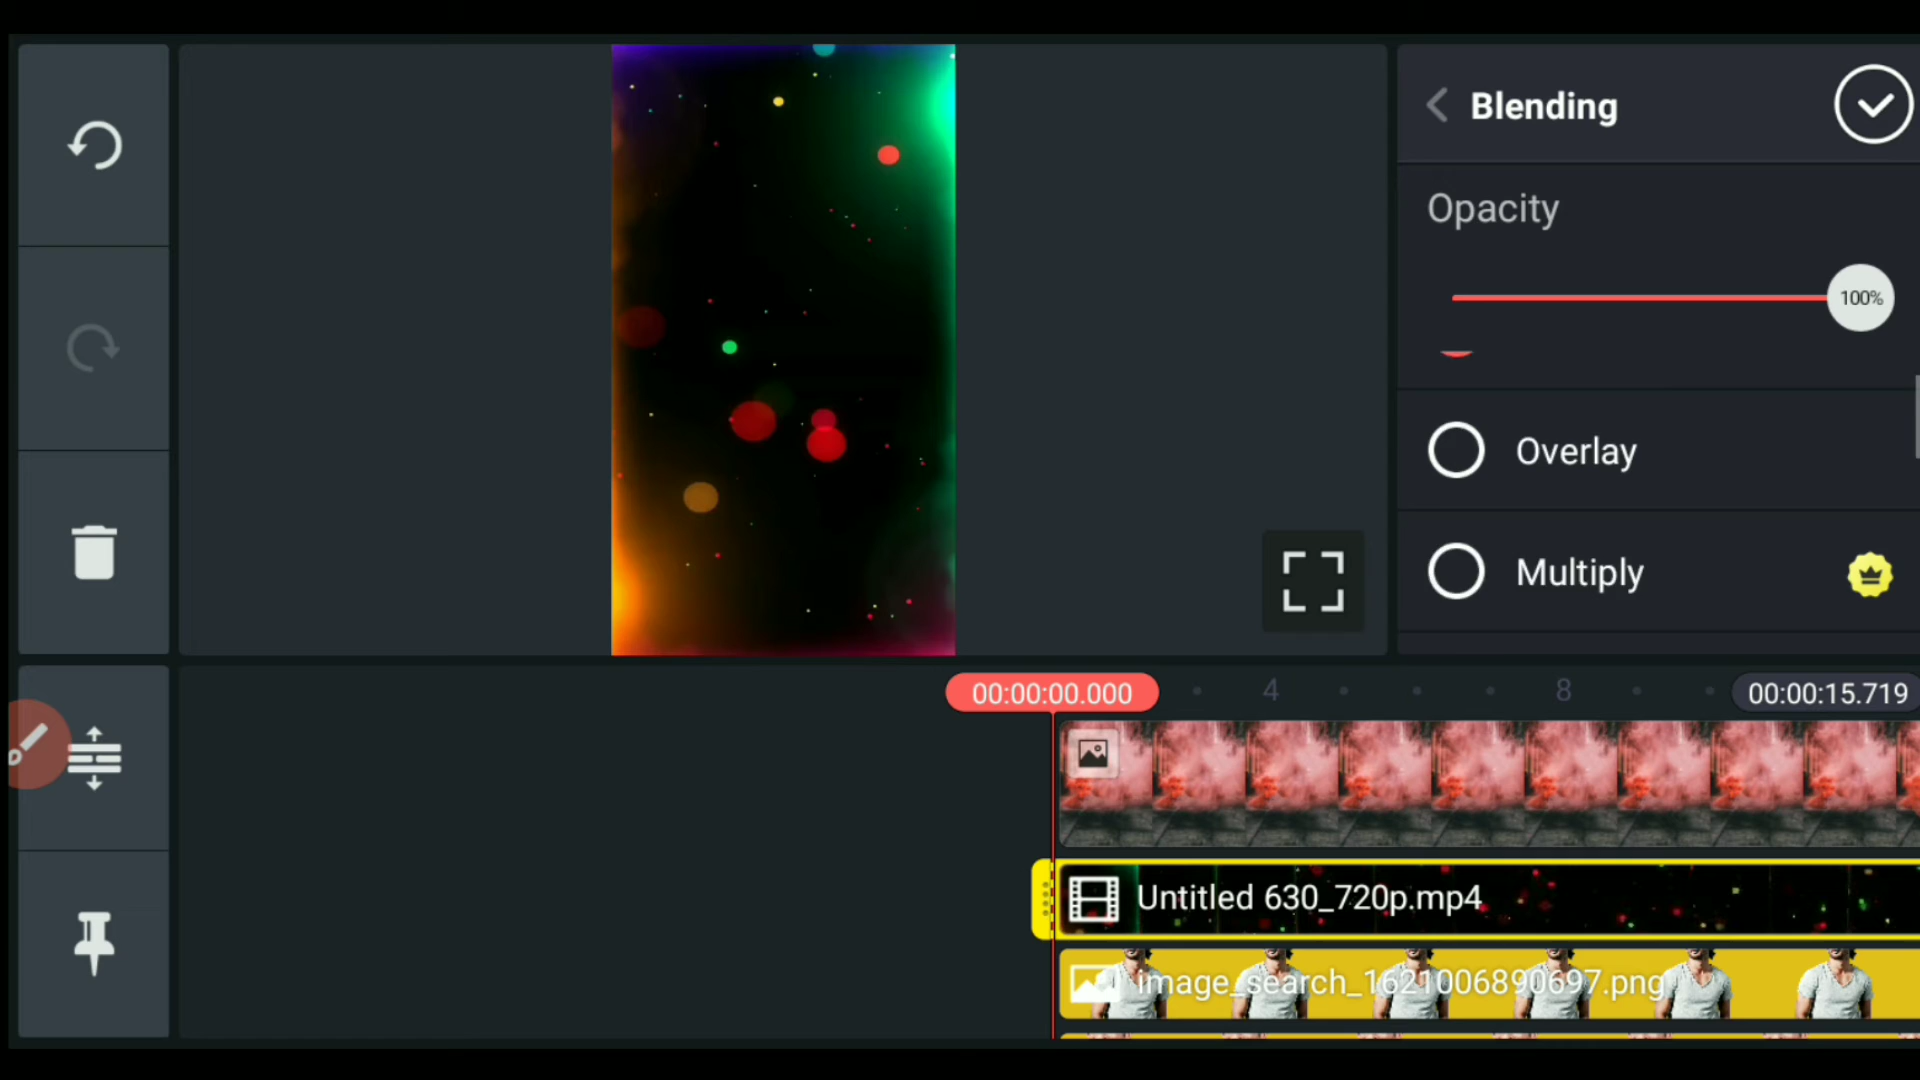 Blending
Opacity
100%
Overlay
Multiply
00:00:00.000
4
8
00:00:15.719
Untitled 630_720p.mp4
image_search_1621006890697.png